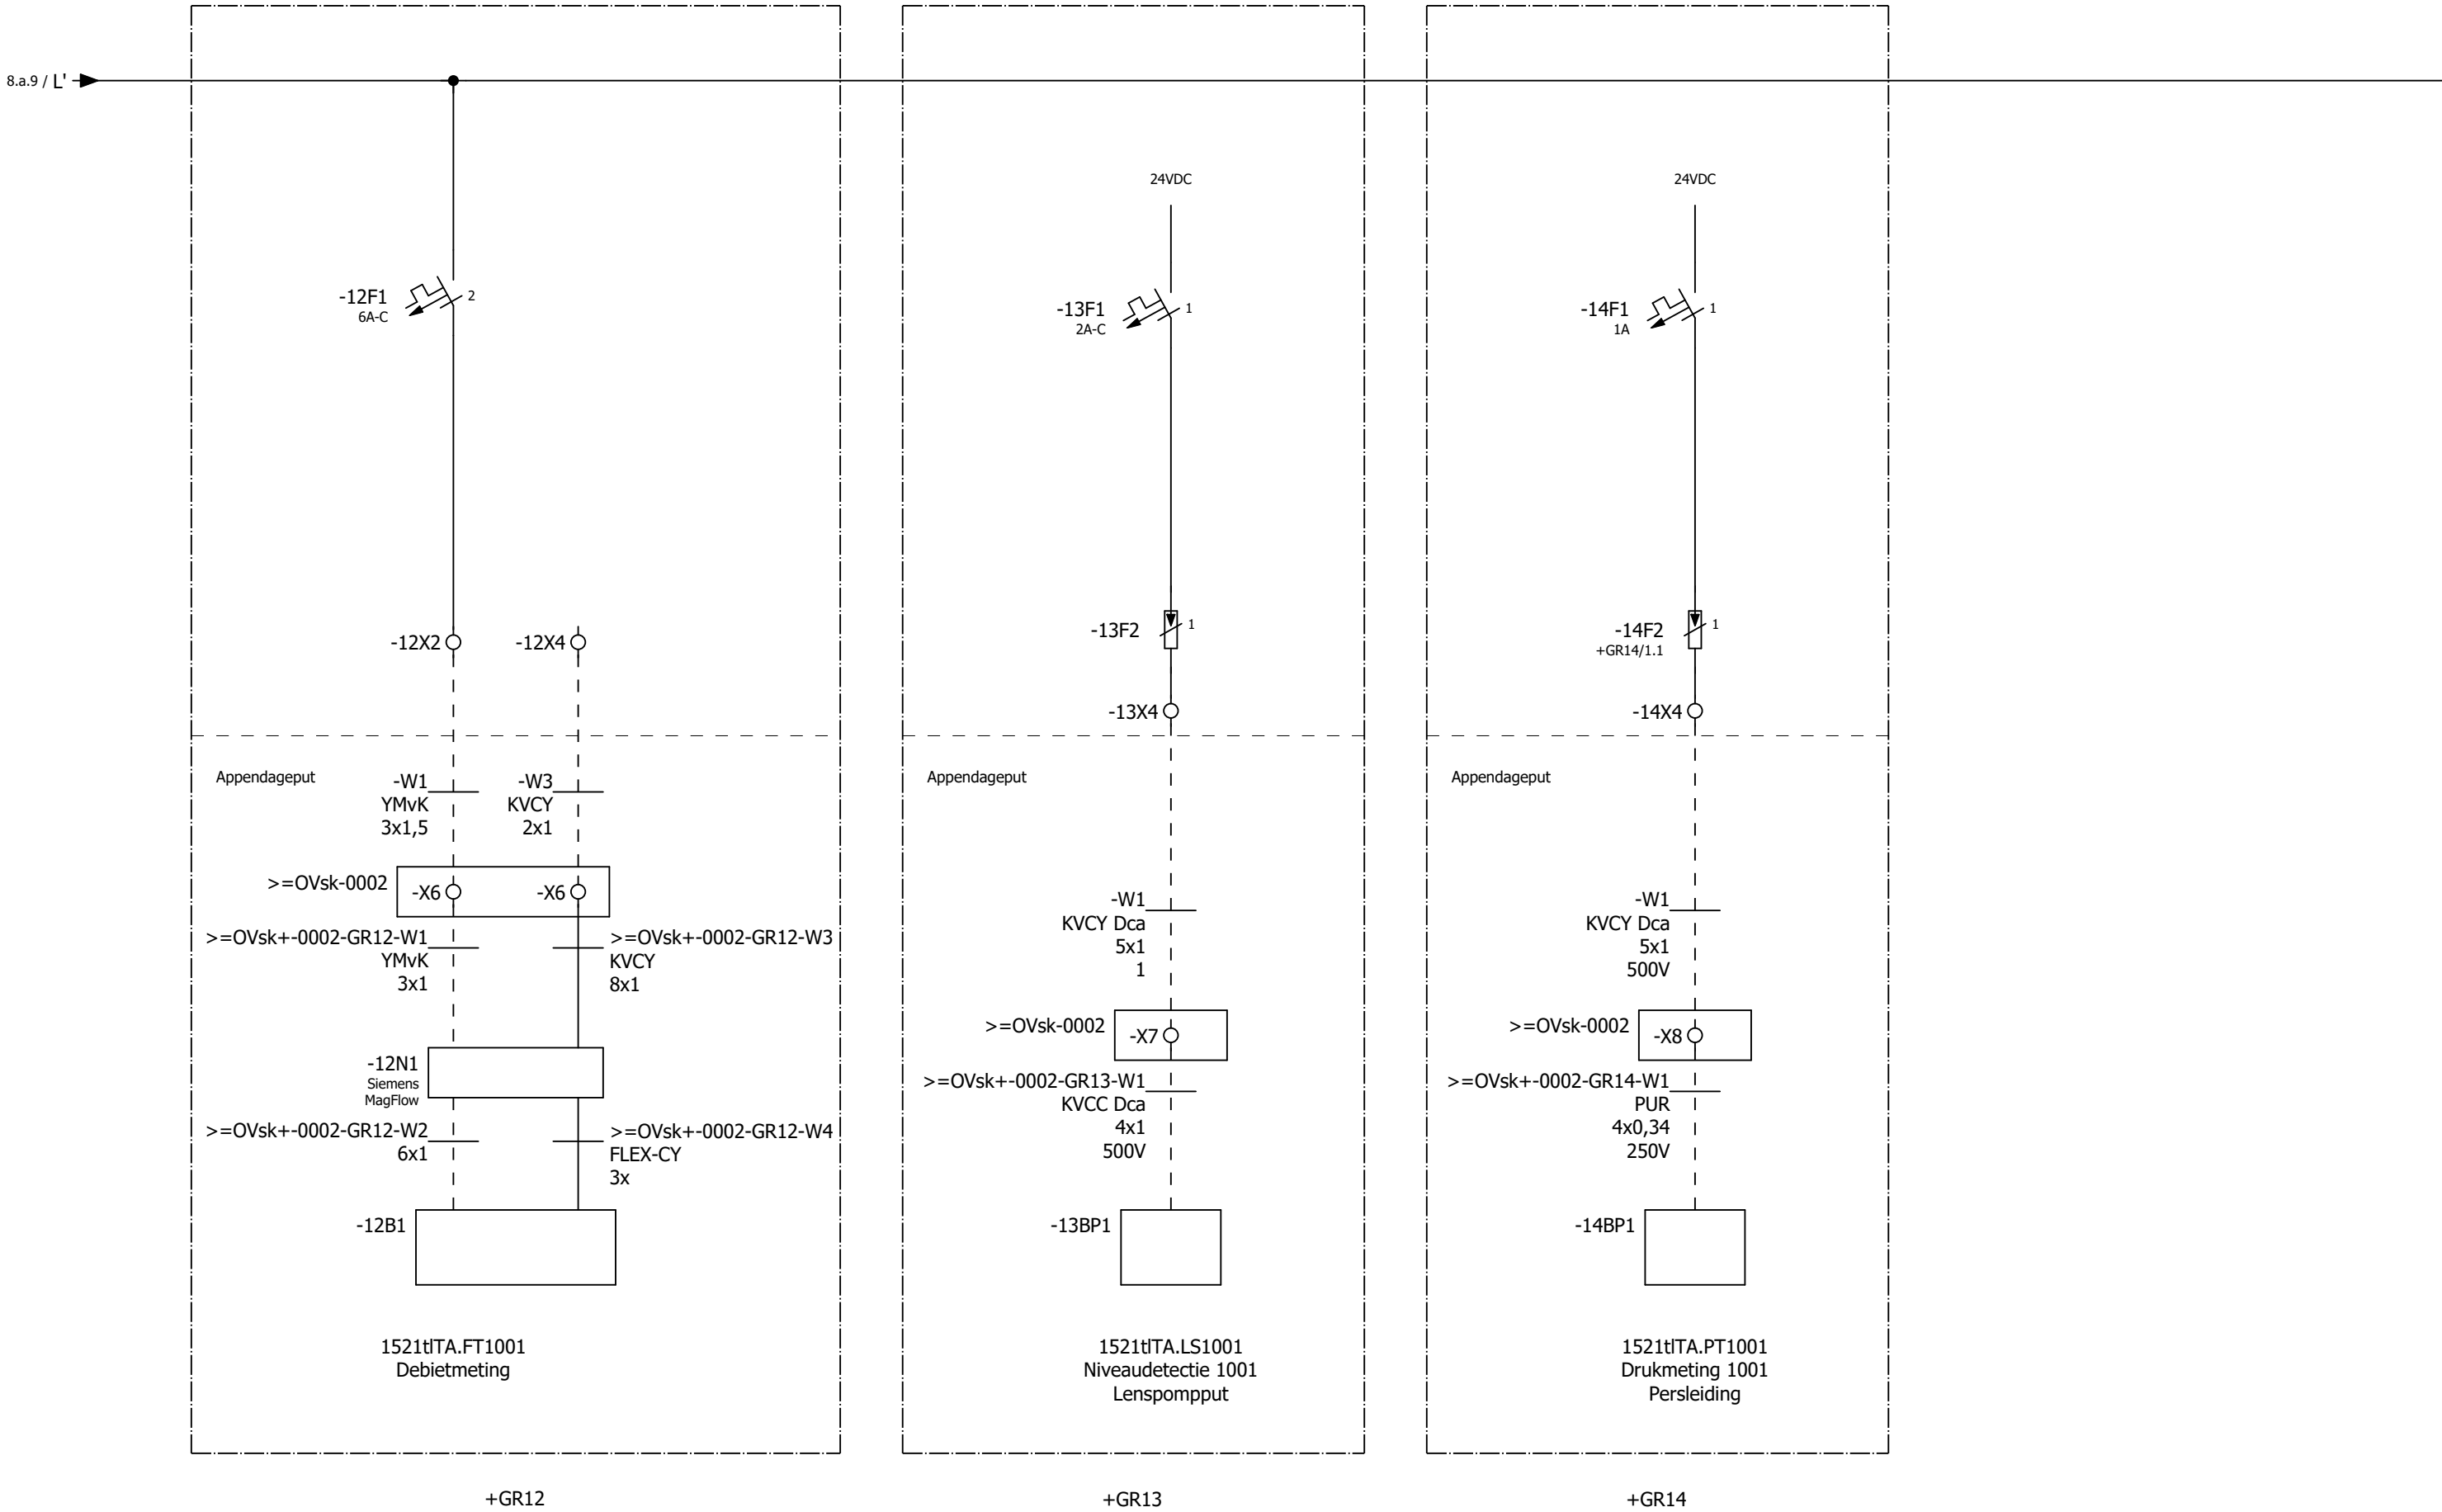 8.a.9 / L'
24VDC
24VDC
-12F1
6A-C
2
-13F1
2A-C
1
-14F1
1A
1
-12X2
-12X4
-13F2
1
-14F2
+GR14/1.1
1
-13X4
-14X4
Appendageput
-W1
YMvK
3x1,5
-W3
KVCY
2x1
>=OVsk-0002
-X6
-X6
>=OVsk+-0002-GR12-W1
YMvK
3x1
>=OVsk+-0002-GR12-W3
KVCY
8x1
-12N1
Siemens
MagFlow
>=OVsk+-0002-GR12-W2
6x1
>=OVsk+-0002-GR12-W4
FLEX-CY
3x
-12B1
1521tlTA.FT1001
Debietmeting
+GR12
Appendageput
-W1
KVCY Dca
5x1
1
>=OVsk-0002
-X7
>=OVsk+-0002-GR13-W1
KVCC Dca
4x1
500V
-13BP1
1521tlTA.LS1001
Niveaudetectie 1001
Lenspompput
+GR13
Appendageput
-W1
KVCY Dca
5x1
500V
>=OVsk-0002
-X8
>=OVsk+-0002-GR14-W1
PUR
4x0,34
250V
-14BP1
1521tlTA.PT1001
Drukmeting 1001
Persleiding
+GR14